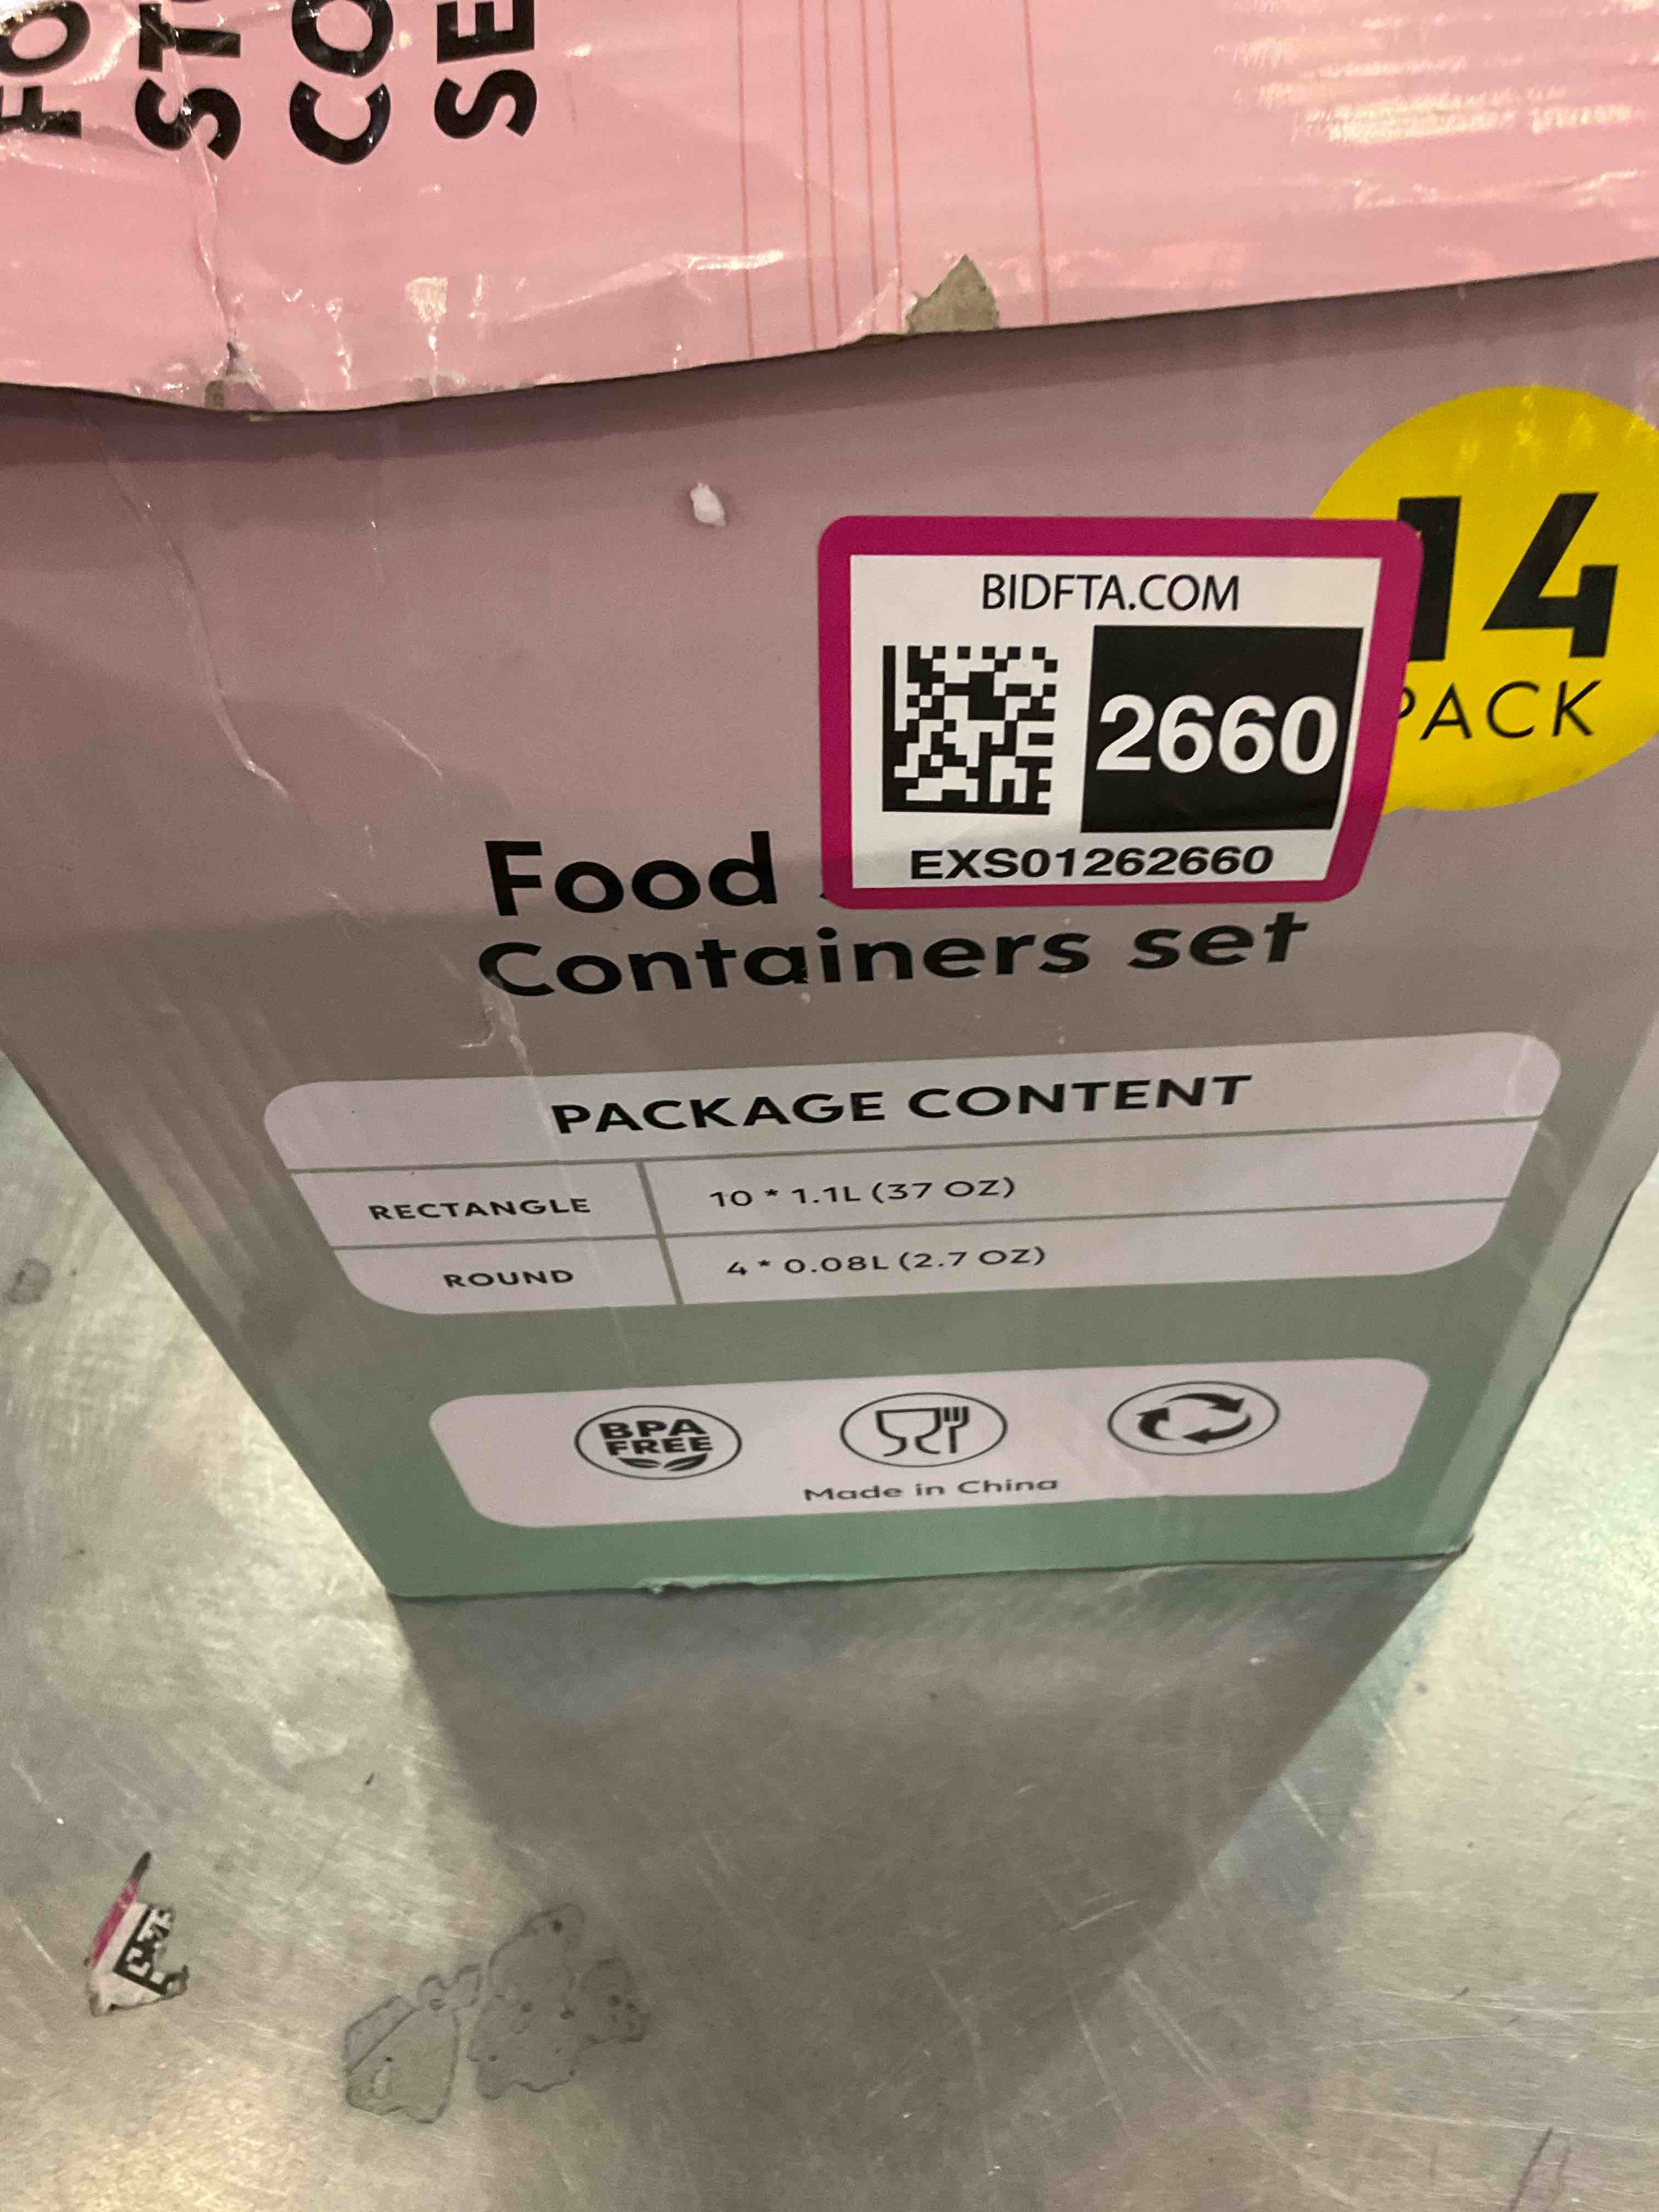 BIDFTA.COM
2660
EXS01262660
14
PACK
Food
Containers set
PACKAGE CONTENT
RECTANGLE 10 * 1.1L (37 OZ)
ROUND 4 * 0.08L (2.7 OZ)
BPA
FREE
Made in China